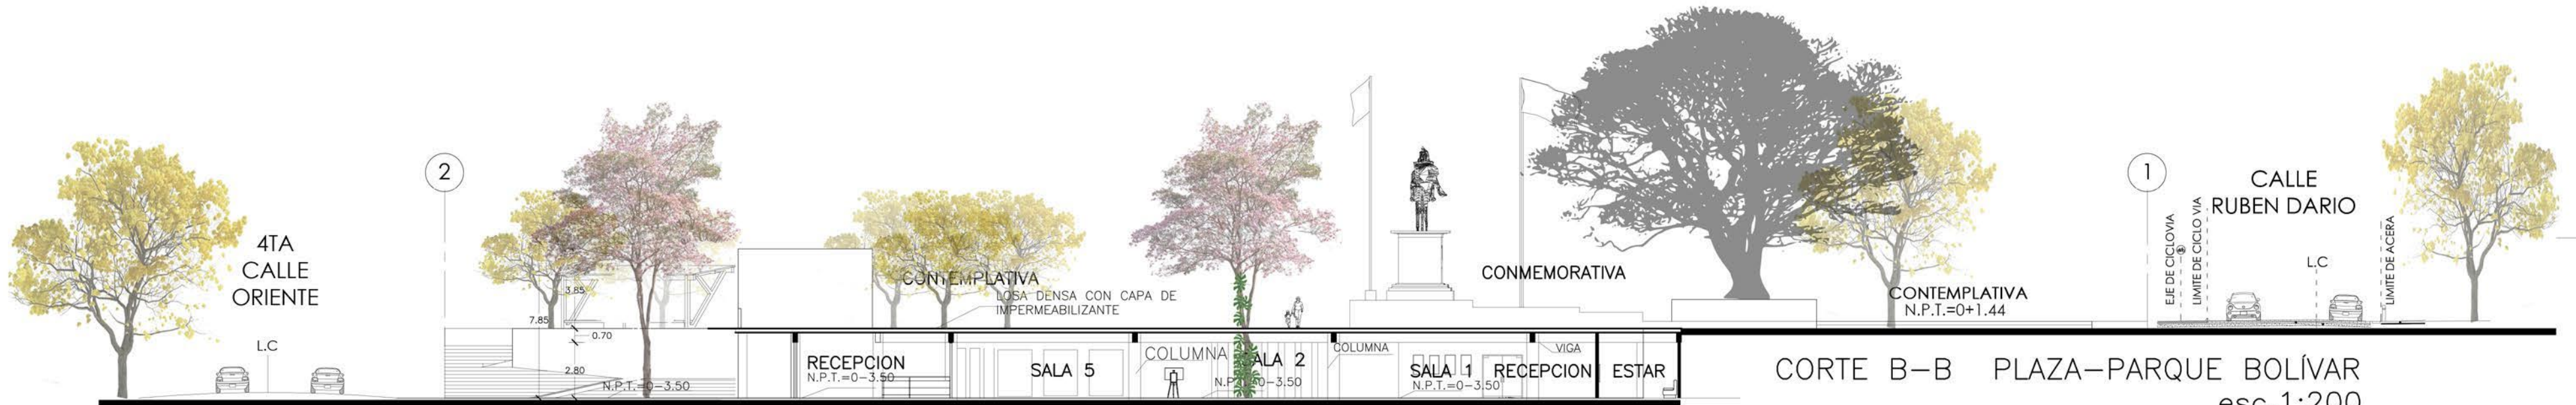 4TA
CALLE
ORIENTE
L.C
2
7.85
3.85
0.70
2.80
N.P.T.=0-3.50
CONTEMPLATIVA
LOSA DENSA CON CAPA DE
IMPERMEABILIZANTE
RECEPCION
N.P.T.=0-3.50
SALA 5
COLUMNA
ALA 2
N.P 0-3.50
COLUMNA
CONMEMORATIVA
VIGA
SALA 1
N.P.T.=0-3.50
RECEPCION
ESTAR
CONTEMPLATIVA
N.P.T.=0+1.44
1
EJE DE CICLOVIA
LIMITE DE CICLO VIA
CALLE
RUBEN DARIO
L.C
LIMITE DE ACERA
CORTE B-B PLAZA-PARQUE BOLÍVAR
esc 1:200